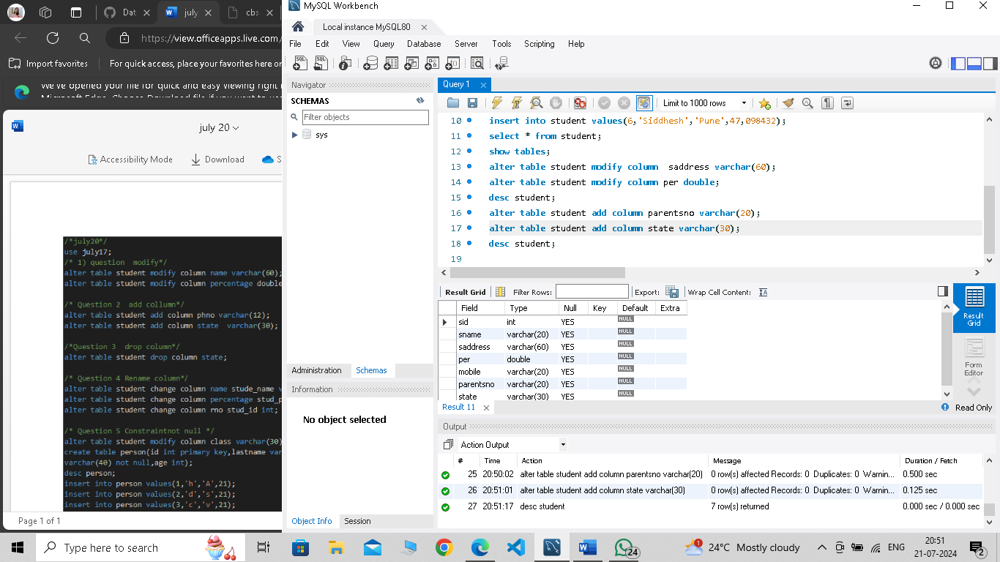 Dat
july
cbs
https://view.officeapps.live.com/
Import favorites
For quick access, place your favorites here or
We've opened your file for quick and easy viewing right
july 20
Accessibility Mode
Download
S
/*july20*/
use july17;
/* 1) question  modify*/
alter table student modify column name varchar(60);
alter table student modify column percentage double
/* Question 2  add collumn*/
alter table student add column phno varchar(12);
alter table student add column state  varchar(30);
/*Question 3  drop column*/
alter table student drop column state;
/* Question 4 Rename column*/
alter table student change column name stude_name v
alter table student change column percentage stud_p
alter table student change column rno stud_id int;
/* Question 5 Constraintnot null */
alter table student modify column class varchar(30)
create table person(id int primary key,lastname var
varchar(40) not null,age int);
desc person;
insert into person values(1,'h','A',21);
insert into person values(2,'d','s',21);
insert into person values(3,'c','v',21);
Page 1 of 1
MySQL Workbench
Local instance MySQL80
File Edit View Query Database Server Tools Scripting Help
Navigator
SCHEMAS
Filter objects
sys
Administration Schemas
Information
No object selected
Object Info Session
Query 1
Limit to 1000 rows
10 insert into student values(6,'Siddhesh','Pune',47,098432);
11 select * from student;
12 show tables;
13 alter table student modify column  saddress varchar(60);
14 alter table student modify column per double;
15 desc student;
16 alter table student add column parentsno varchar(20);
17 alter table student add column state varchar(30);
18 desc student;
19
Result Grid Filter Rows: Export: Wrap Cell Content:
Field Type Null Key Default Extra
sid int YES NULL
sname varchar(20) YES NULL
saddress varchar(60) YES NULL
per double YES NULL
mobile varchar(20) YES NULL
parentsno varchar(20) YES NULL
state varchar(30) YES NULL
Result Grid
Form Editor
Result 11
Read Only
Output
Action Output
# Time Action Message Duration / Fetch
25 20:50:02 alter table student add column parentsno varchar(20) 0 row(s) affected Records: 0  Duplicates: 0  Warnin... 0.500 sec
26 20:51:01 alter table student add column state varchar(30) 0 row(s) affected Records: 0  Duplicates: 0  Warnin... 0.125 sec
27 20:51:17 desc student 7 row(s) returned 0.000 sec / 0.000 sec
Type here to search
24
1
24°C Mostly cloudy
ENG
20:51
21-07-2024
2